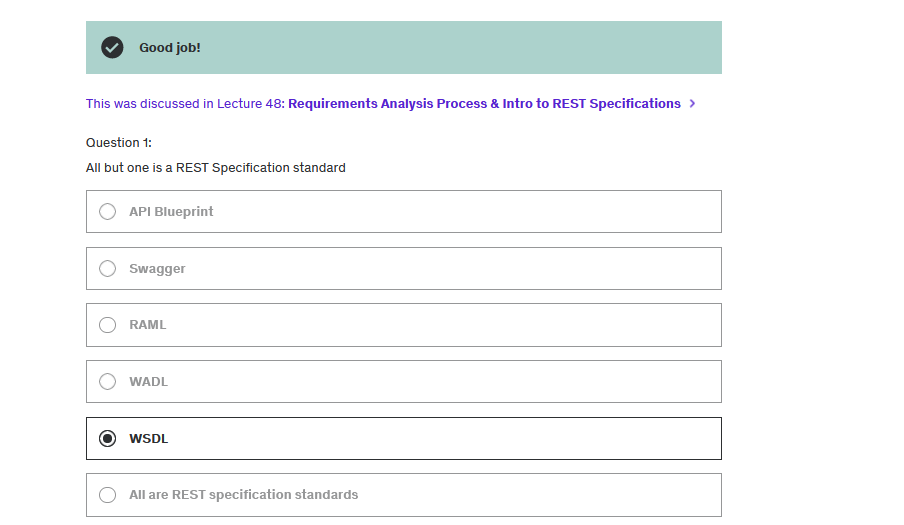 Good job!
This was discussed in Lecture 48: Requirements Analysis Process & Intro to REST Specifications >
Question 1:
All but one is a REST Specification standard
API Blueprint
Swagger
RAML
WADL
WSDL
All are REST specification standards